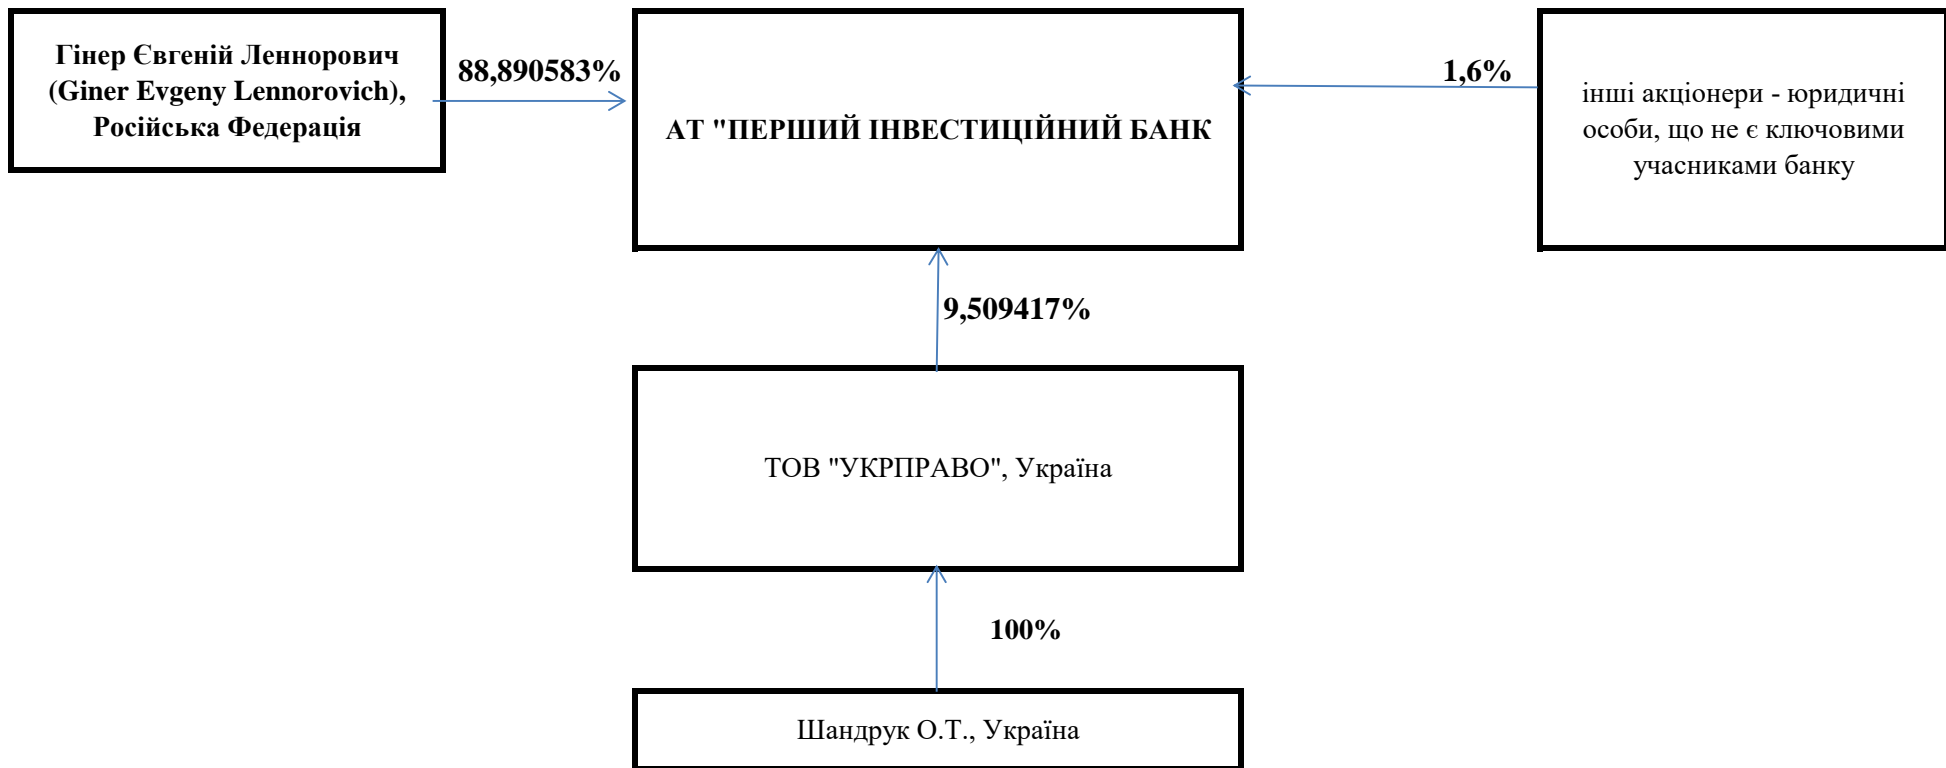 Гінер Євгеній Леннорович
(Giner Evgeny Lennorovich),
Російська Федерація
88,890583%
АТ "ПЕРШИЙ ІНВЕСТИЦІЙНИЙ БАНК
1,6%
інші акціонери - юридичні
особи, що не є ключовими
учасниками банку
9,509417%
ТОВ "УКРПРАВО", Україна
100%
Шандрук О.Т., Україна